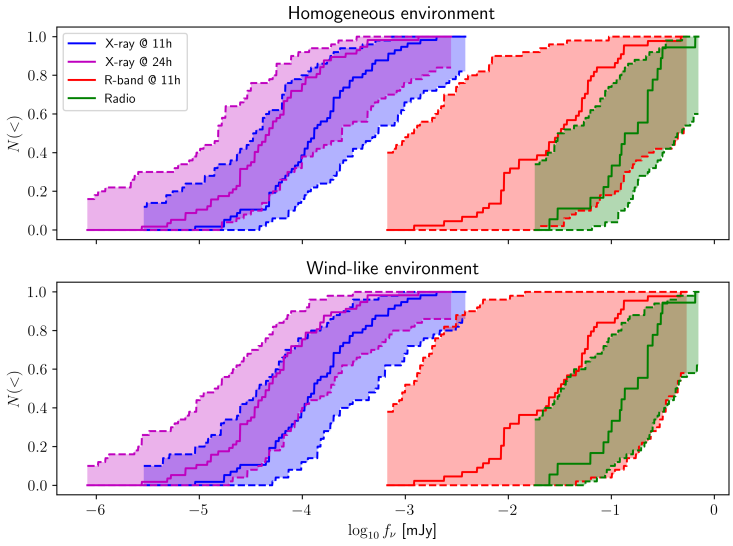 Homogeneous environment
1.0
0.8
0.6
0.4
0.2
0.0
N(<)
X-ray @ 11h
X-ray @ 24h
R-band @ 11h
Radio
Wind-like environment
1.0
0.8
0.6
0.4
0.2
0.0
N(<)
−6 −5 −4 −3 −2 −1 0
log₁₀ fν [mJy]